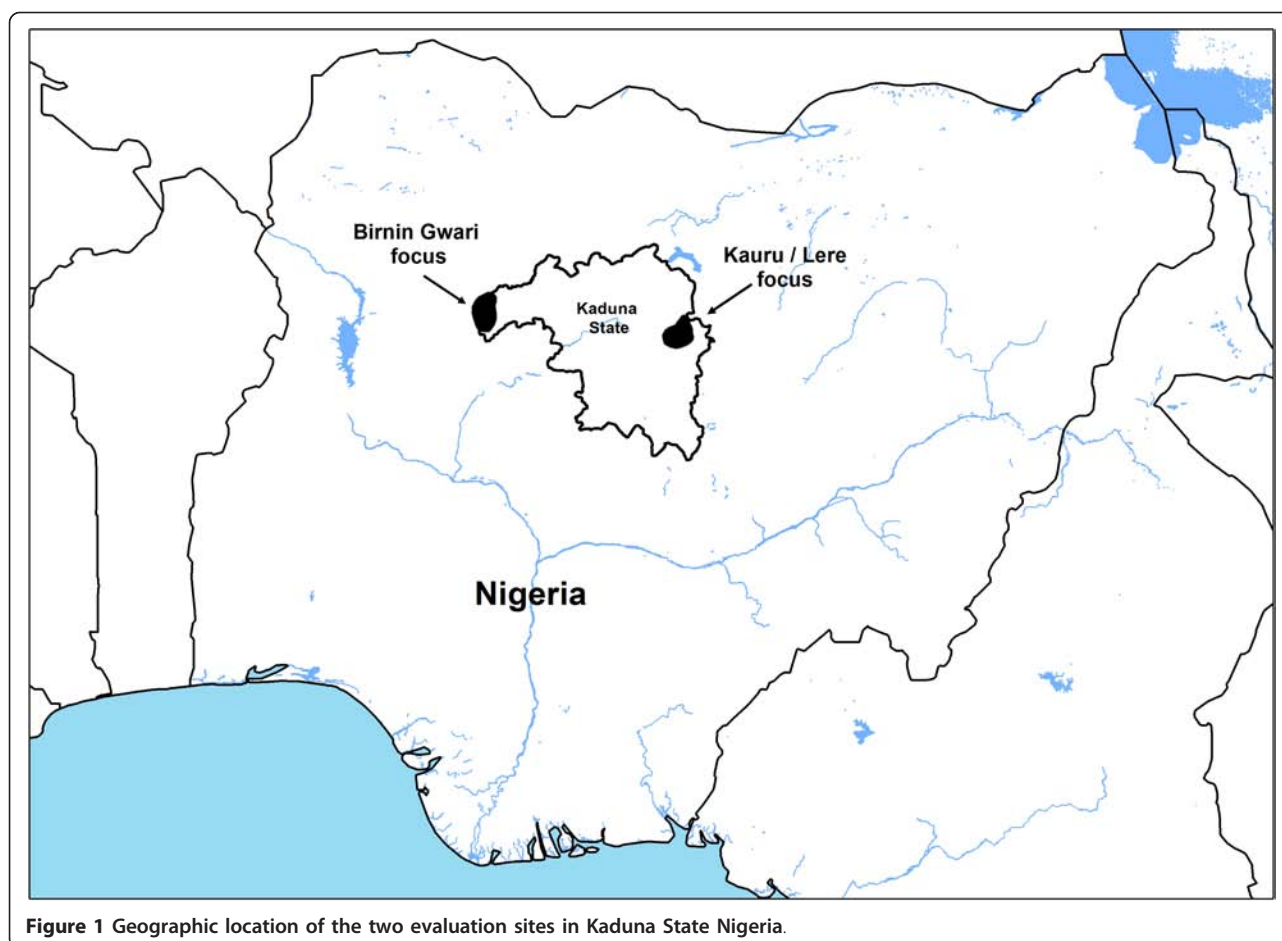 Birnin Gwari
focus
Kauru / Lere
focus
Kaduna
State
Nigeria
Figure 1 Geographic location of the two evaluation sites in Kaduna State Nigeria.